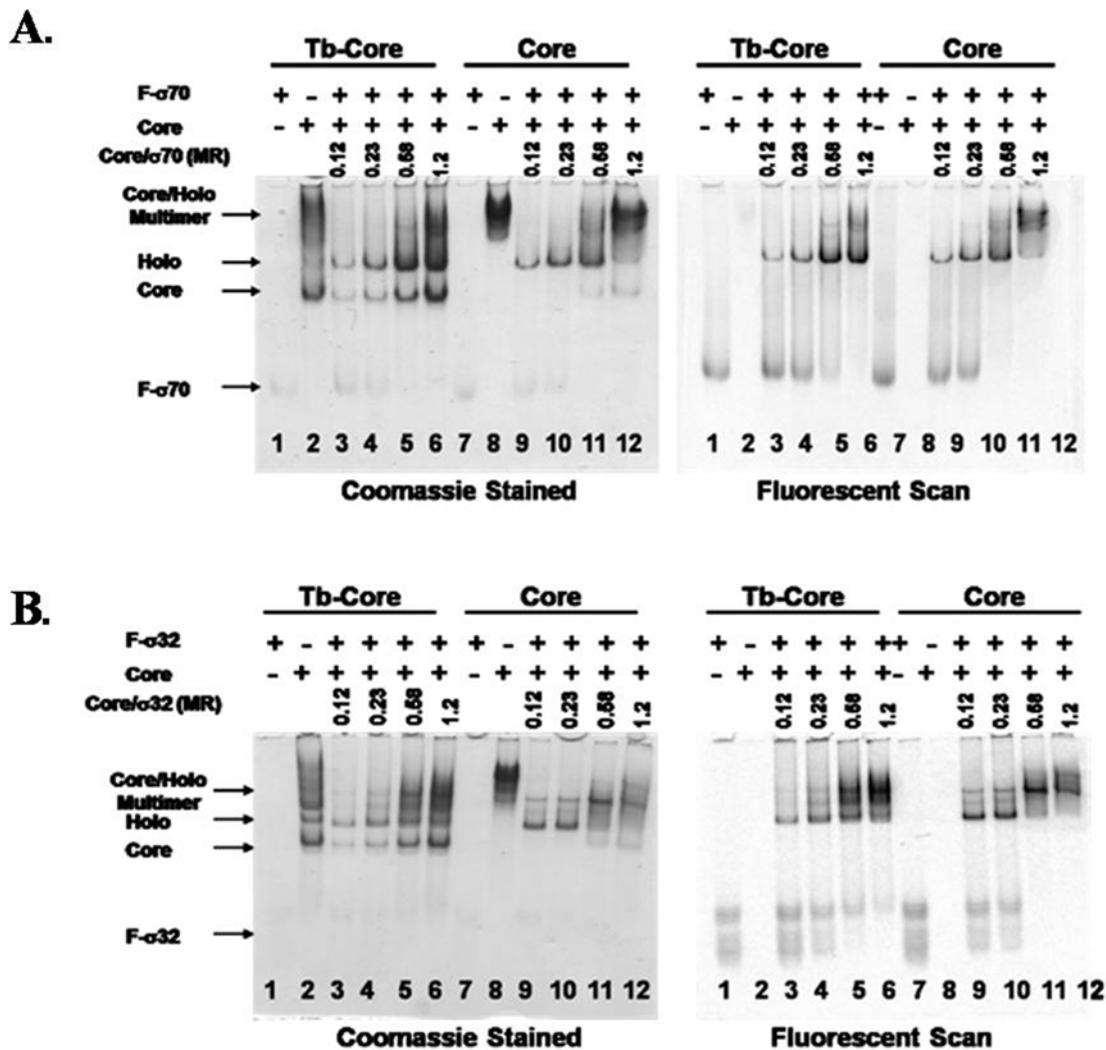 A.
Tb-Core Core Tb-Core Core
F-σ70 + - + + + + + - + + + + + - + + + + + - + + + +
Core - + + + + + - + + + + + - + + + + + - + + + + +
Core/σ70 (MR) 0.12 0.23 0.58 1.2 0.12 0.23 0.58 1.2 0.12 0.23 0.58 1.2 0.12 0.23 0.58 1.2
Core/Holo
Multimer
Holo
Core
F-σ70
1 2 3 4 5 6 7 8 9 10 11 12 1 2 3 4 5 6 7 8 9 10 11 12
Coomassie Stained Fluorescent Scan
B.
Tb-Core Core Tb-Core Core
F-σ32 + - + + + + + - + + + + + - + + + + + - + + + +
Core - + + + + + - + + + + + - + + + + + - + + + + +
Core/σ32 (MR) 0.12 0.23 0.58 1.2 0.12 0.23 0.58 1.2 0.12 0.23 0.58 1.2 0.12 0.23 0.58 1.2
Core/Holo
Multimer
Holo
Core
F-σ32
1 2 3 4 5 6 7 8 9 10 11 12 1 2 3 4 5 6 7 8 9 10 11 12
Coomassie Stained Fluorescent Scan